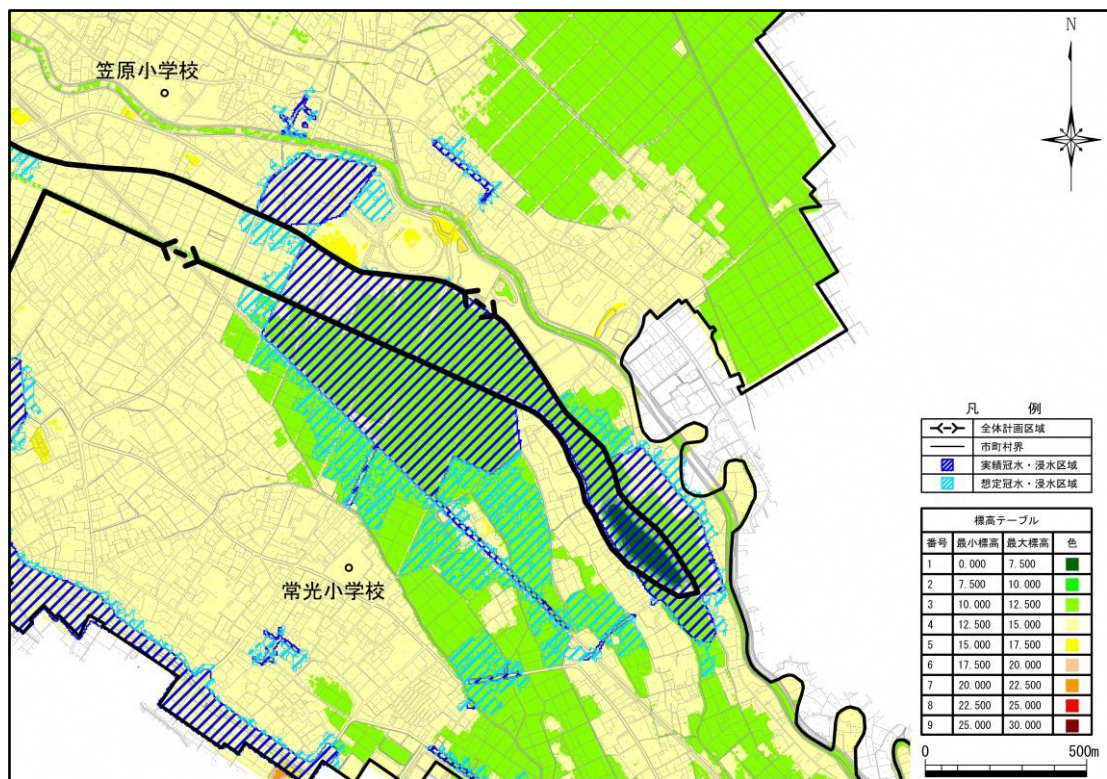 N
笠原小学校
常光小学校
凡 例
全体計画区域
市町村界
実績冠水・浸水区域
想定冠水・浸水区域
標高テーブル
番号 最小標高 最大標高 色
1 0.000 7.500
2 7.500 10.000
3 10.000 12.500
4 12.500 15.000
5 15.000 17.500
6 17.500 20.000
7 20.000 22.500
8 22.500 25.000
9 25.000 30.000
0 500m